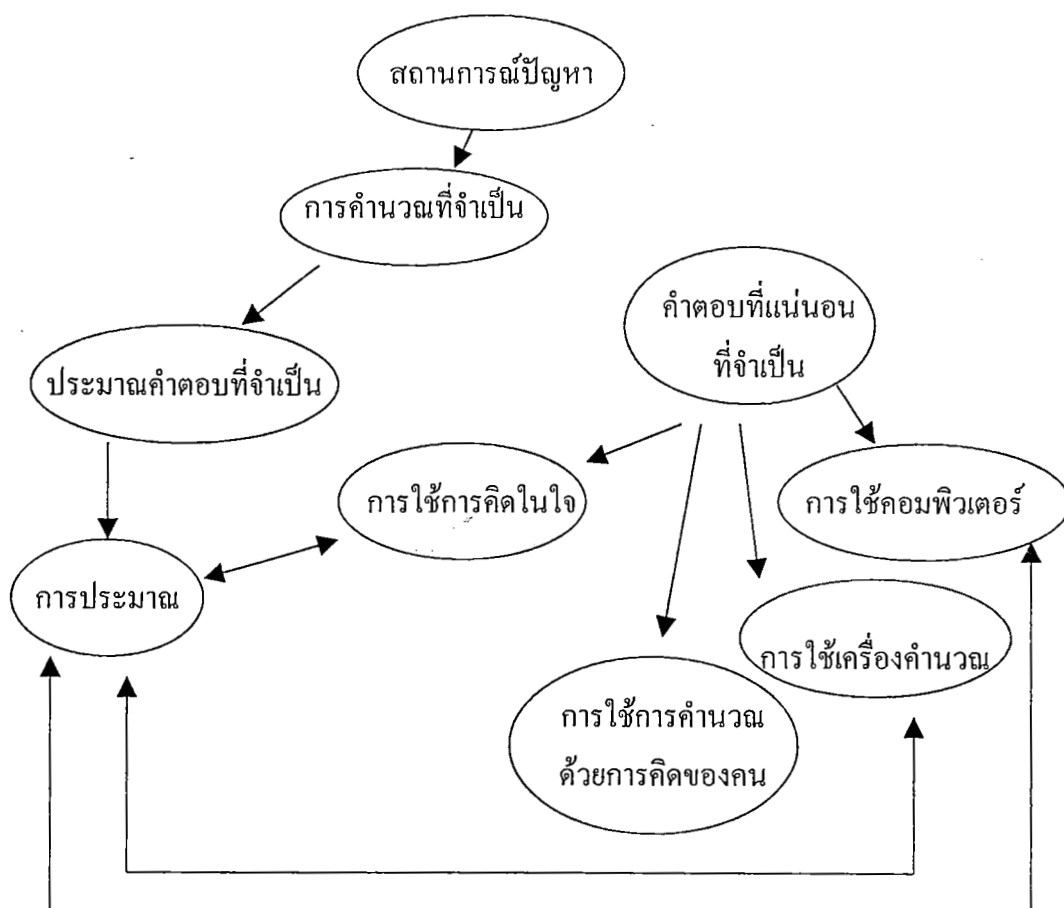 สถานการณ์ปัญหา
การคำนวณที่จำเป็น
คำตอบที่แน่นอน
ที่จำเป็น
ประมาณคำตอบที่จำเป็น
การใช้การคิดในใจ
การใช้คอมพิวเตอร์
การประมาณ
การใช้เครื่องคำนวณ
การใช้การคำนวณ
ด้วยการคิดของคน